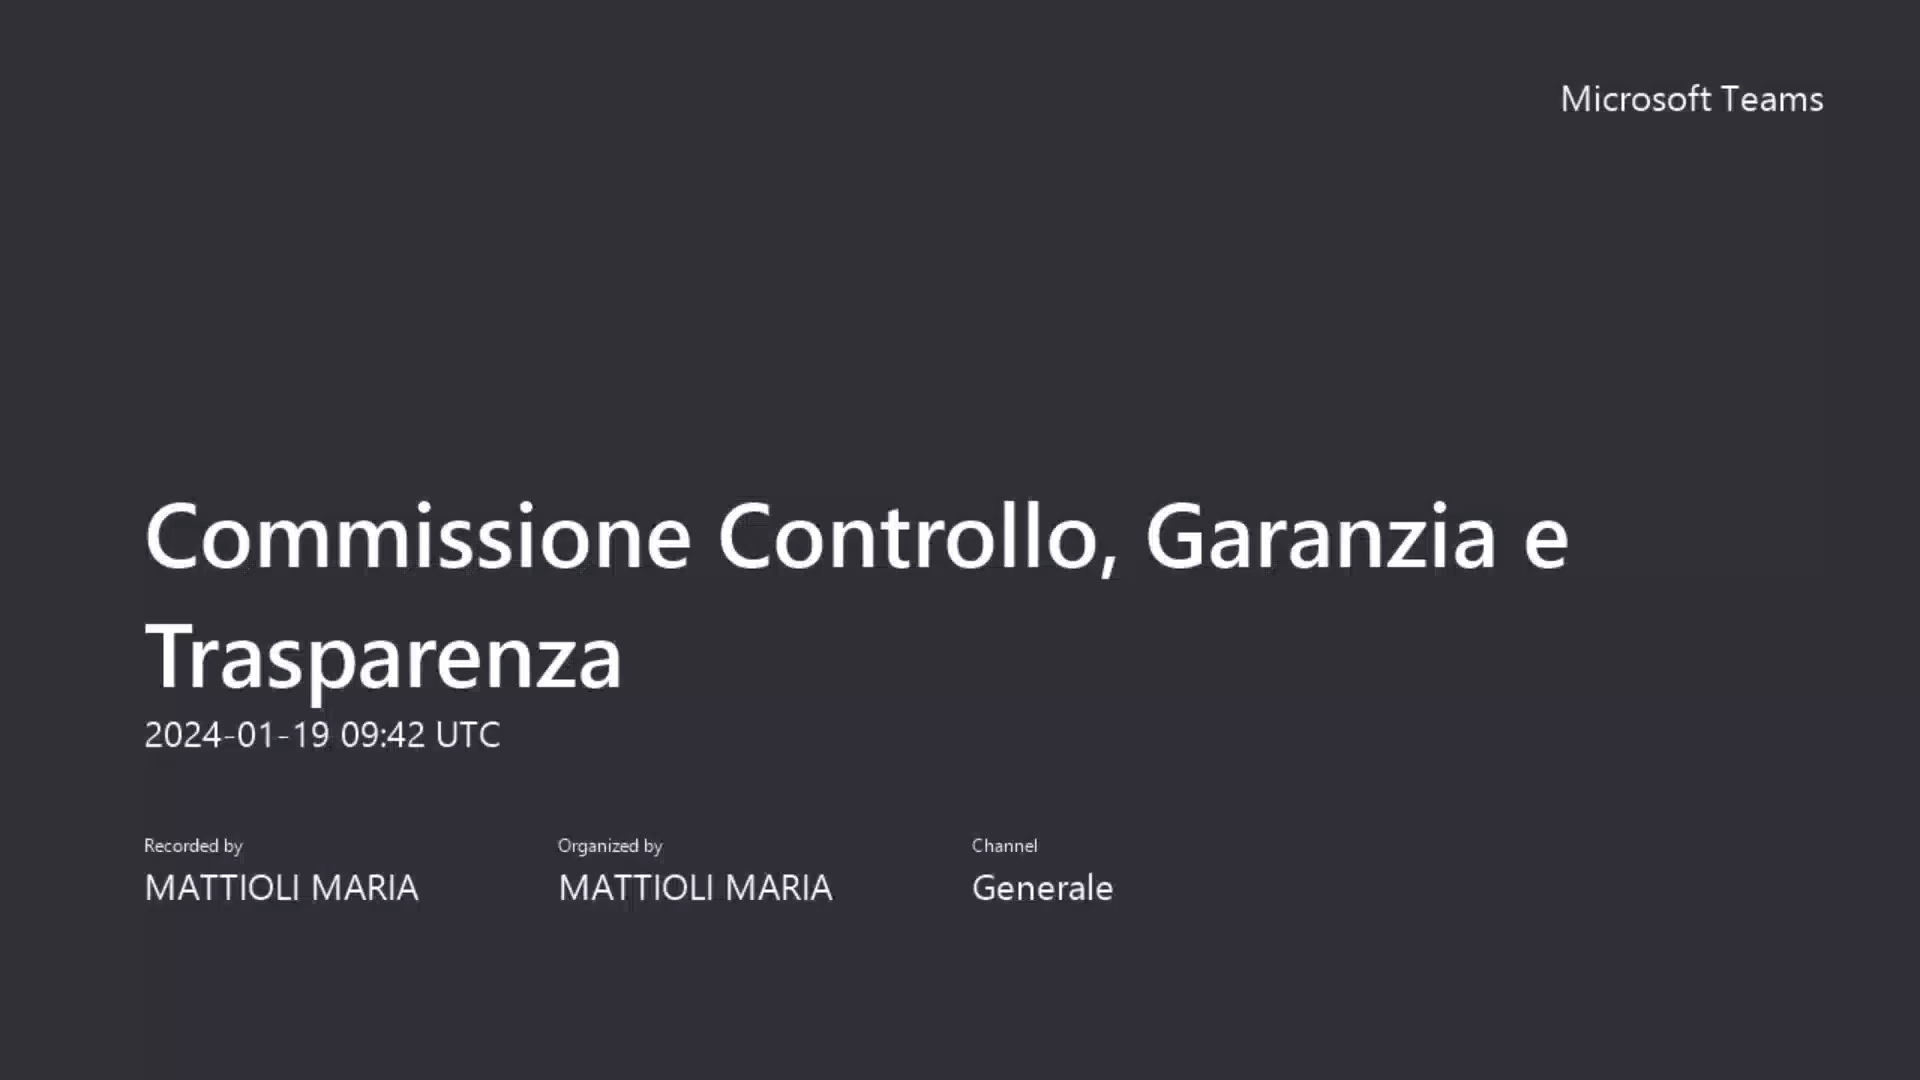 Microsoft Teams
Commissione Controllo, Garanzia e
Trasparenza
2024-01-19 09:42 UTC
Recorded by
MATTIOLI MARIA
Organized by
MATTIOLI MARIA
Channel
Generale